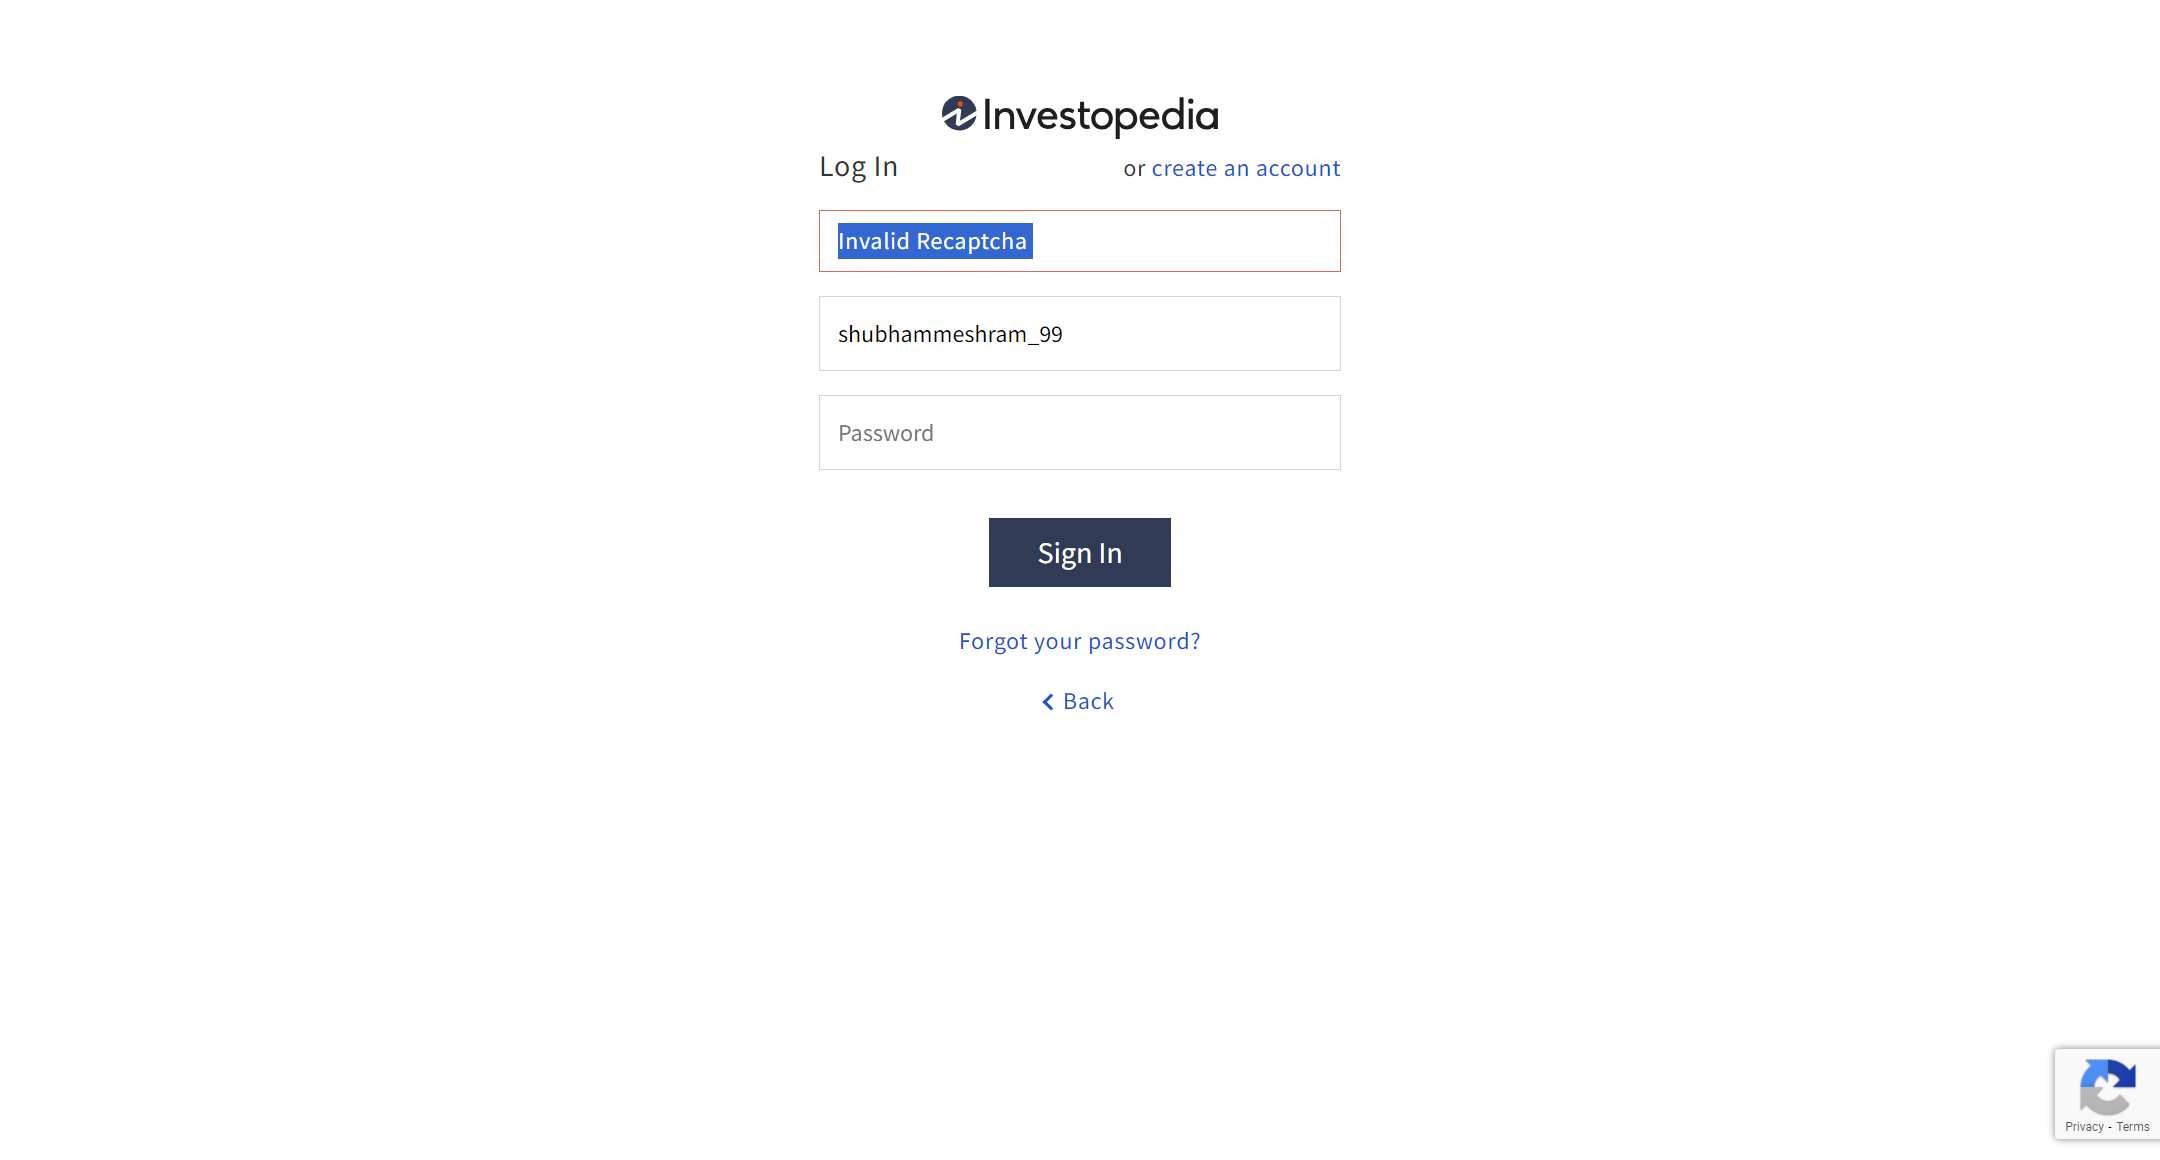 Investopedia
Log In
or create an account
Invalid Recaptcha
shubhammeshram_99
Password
Sign In
Forgot your password?
Back
Privacy - Terms